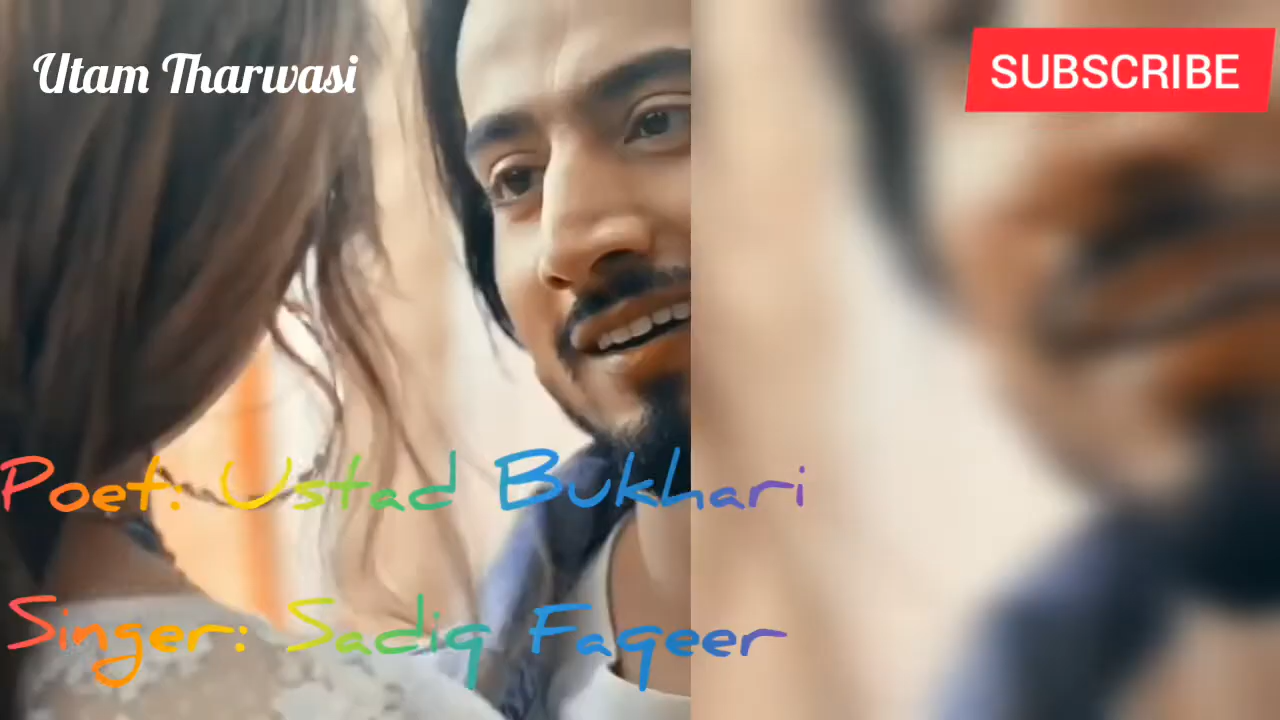 Utam Tharwasi
SUBSCRIBE
Poet: Ustad Bukhari
Singer: Sadiq Faqeer